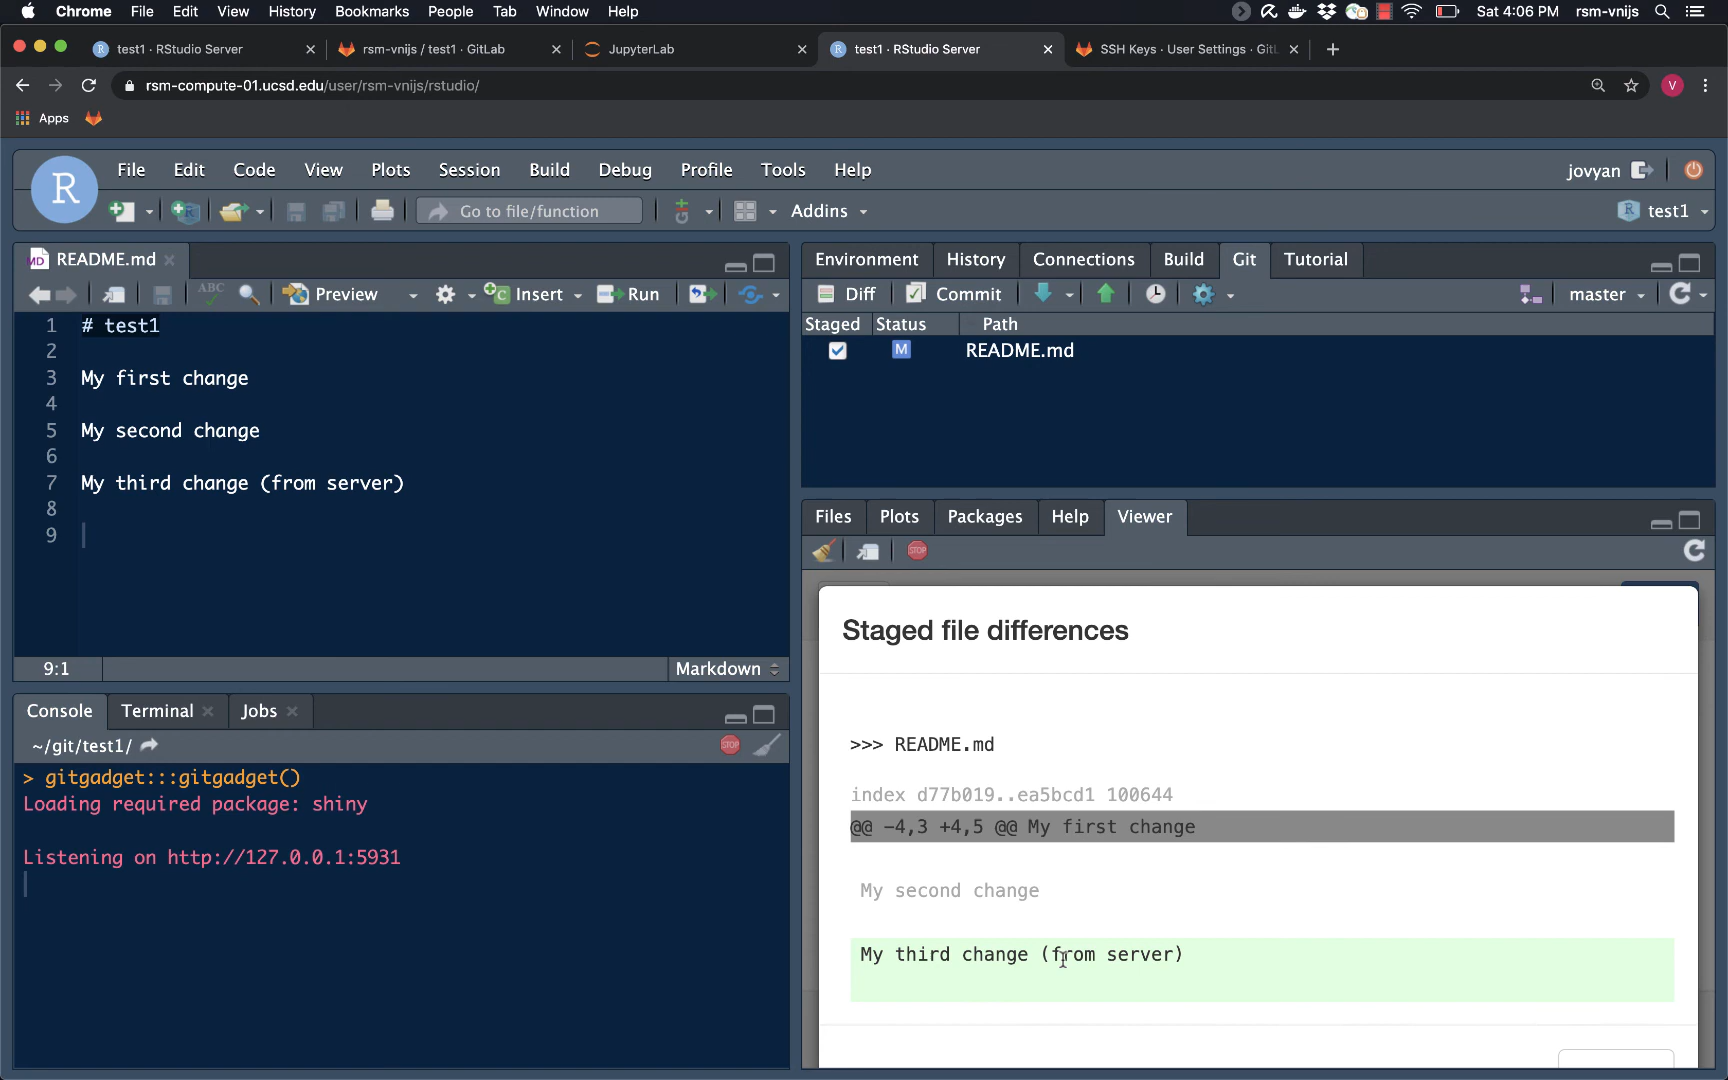 Chrome File Edit View History Bookmarks People Tab Window Help Sat 4:06 PM rsm-vnijs
test1 · RStudio Server rsm-vnijs / test1 · GitLab JupyterLab test1 · RStudio Server SSH Keys · User Settings · GitL
rsm-compute-01.ucsd.edu/user/rsm-vnijs/rstudio/ V
Apps
R File Edit Code View Plots Session Build Debug Profile Tools Help jovyan
Go to file/function Addins R test1
MD README.md
ABC Preview Insert Run
1 # test1
2
3 My first change
4
5 My second change
6
7 My third change (from server)
8
9
9:1 Markdown
Console Terminal Jobs
~/git/test1/ STOP
> gitgadget:::gitgadget()
Loading required package: shiny
Listening on http://127.0.0.1:5931
Environment History Connections Build Git Tutorial
Diff Commit master
Staged Status Path
M README.md
Files Plots Packages Help Viewer
STOP
Staged file differences
>>> README.md
index d77b019..ea5bcd1 100644
@@ -4,3 +4,5 @@ My first change
My second change
My third change (from server)